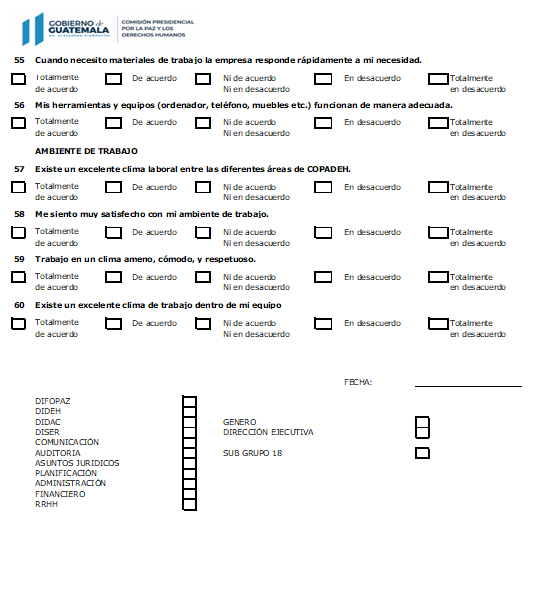 GOBIERNO de
GUATEMALA
DR. ALEJANDRO GIAMMATTEI
COMISIÓN PRESIDENCIAL
POR LA PAZ Y LOS
DERECHOS HUMANOS
55 Cuando necesito materiales de trabajo la empresa responde rápidamente a mi necesidad.
Totalmente De acuerdo Ni de acuerdo En desacuerdo Totalmente
de acuerdo Ni en desacuerdo en desacuerdo
56 Mis herramientas y equipos (ordenador, teléfono, muebles etc.) funcionan de manera adecuada.
Totalmente De acuerdo Ni de acuerdo En desacuerdo Totalmente
de acuerdo Ni en desacuerdo en desacuerdo
AMBIENTE DE TRABAJO
57 Existe un excelente clima laboral entre las diferentes áreas de COPADEH.
Totalmente De acuerdo Ni de acuerdo En desacuerdo Totalmente
de acuerdo Ni en desacuerdo en desacuerdo
58 Me siento muy satisfecho con mi ambiente de trabajo.
Totalmente De acuerdo Ni de acuerdo En desacuerdo Totalmente
de acuerdo Ni en desacuerdo en desacuerdo
59 Trabajo en un clima ameno, cómodo, y respetuoso.
Totalmente De acuerdo Ni de acuerdo En desacuerdo Totalmente
de acuerdo Ni en desacuerdo en desacuerdo
60 Existe un excelente clima de trabajo dentro de mi equipo
Totalmente De acuerdo Ni de acuerdo En desacuerdo Totalmente
de acuerdo Ni en desacuerdo en desacuerdo
FECHA:
DIFOPAZ
DIDEH
DIDAC GENERO
DISER DIRECCIÓN EJECUTIVA
COMUNICACIÓN
AUDITORIA SUB GRUPO 18
ASUNTOS JURIDICOS
PLANIFICACIÓN
ADMINISTRACIÓN
FINANCIERO
RRHH